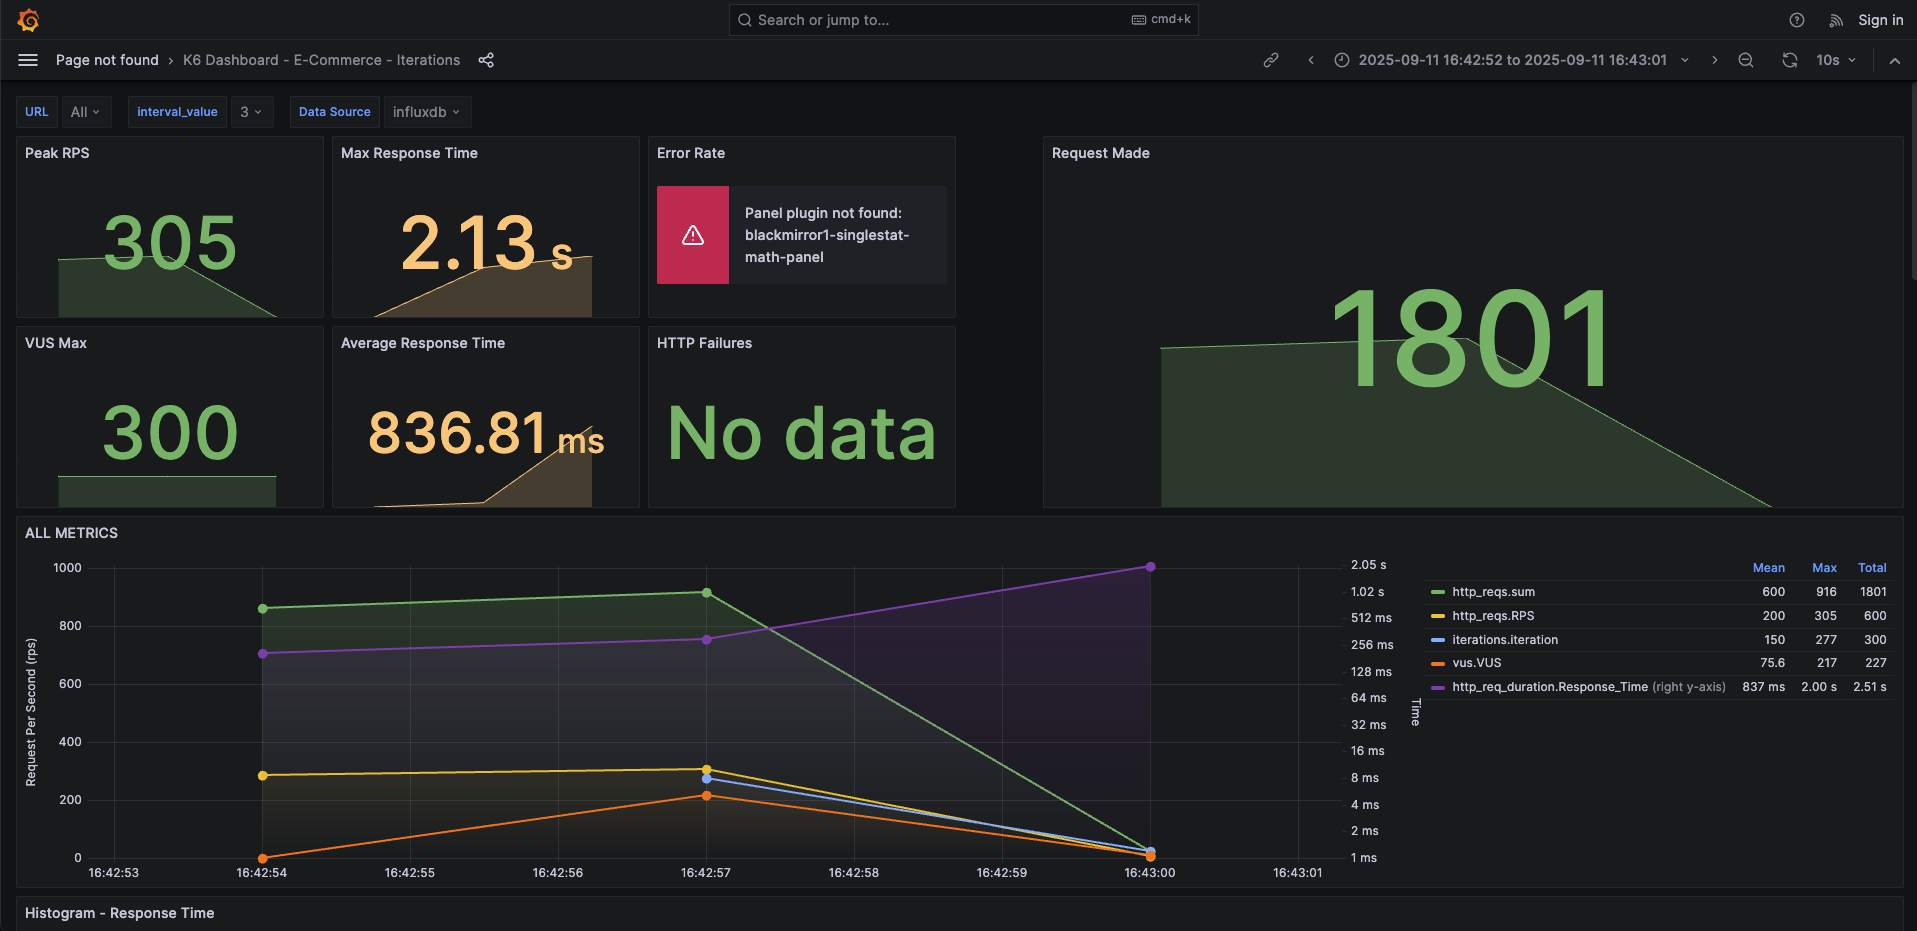 Search or jump to...
cmd+k
Sign in
Page not found › K6 Dashboard - E-Commerce - Iterations
2025-09-11 16:42:52 to 2025-09-11 16:43:01
10s
URL All
interval_value 3
Data Source influxdb
Peak RPS
305
Max Response Time
2.13 s
Error Rate
Panel plugin not found:
blackmirror1-singlestat-
math-panel
Request Made
1801
VUS Max
300
Average Response Time
836.81 ms
HTTP Failures
No data
ALL METRICS
Request Per Second (rps)
1000
800
600
400
200
0
16:42:53 16:42:54 16:42:55 16:42:56 16:42:57 16:42:58 16:42:59 16:43:00 16:43:01
2.05 s
1.02 s
512 ms
256 ms
128 ms
64 ms
32 ms
16 ms
8 ms
4 ms
2 ms
1 ms
Time
Mean Max Total
http_reqs.sum 600 916 1801
http_reqs.RPS 200 305 600
iterations.iteration 150 277 300
vus.VUS 75.6 217 227
http_req_duration.Response_Time (right y-axis) 837 ms 2.00 s 2.51 s
Histogram - Response Time